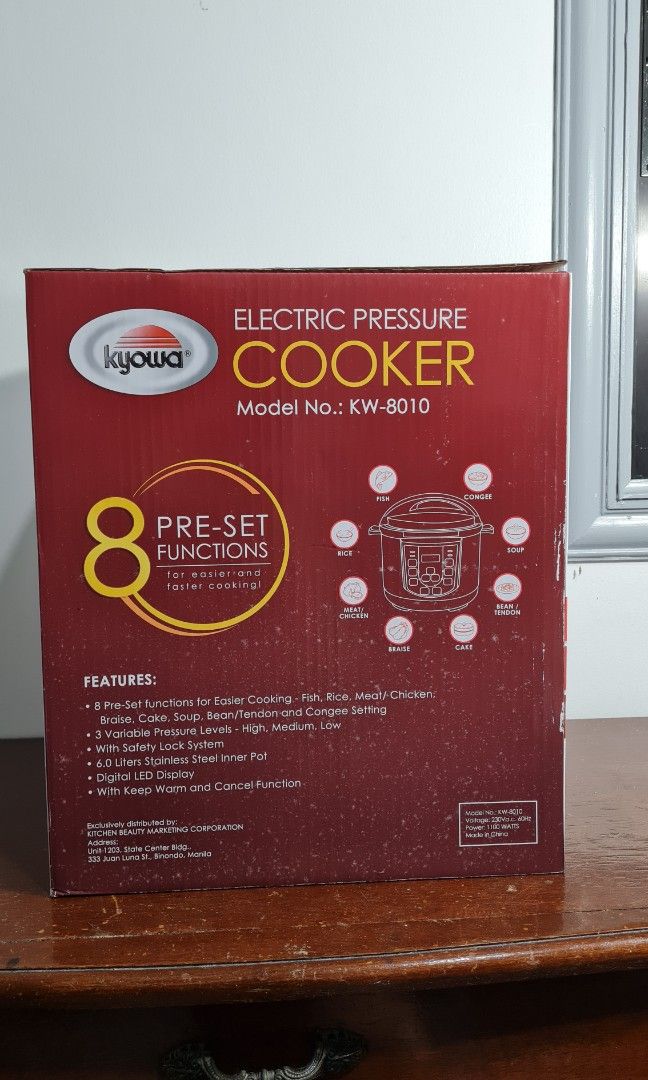 kyowa®
ELECTRIC PRESSURE
COOKER
Model No.: KW-8010
8 PRE-SET
FUNCTIONS
for easier and
faster cooking!
FISH
CONGEE
RICE
SOUP
MEAT/
CHICKEN
BEAN /
TENDON
BRAISE
CAKE
FEATURES:
• 8 Pre-Set functions for Easier Cooking - Fish, Rice, Meat/ Chicken,
Braise, Cake, Soup, Bean/Tendon and Congee Setting
• 3 Variable Pressure Levels - High, Medium, Low
• With Safety Lock System
• 6.0 Liters Stainless Steel Inner Pot
• Digital LED Display
• With Keep Warm and Cancel Function
Exclusively distributed by:
KITCHEN BEAUTY MARKETING CORPORATION
Address:
Unit 1203, State Center Bldg.,
333 Juan Luna St., Binondo, Manila
Model No.: KW-8010
Voltage: 230Va.c. 60Hz
Power: 1100 WATTS
Made in China